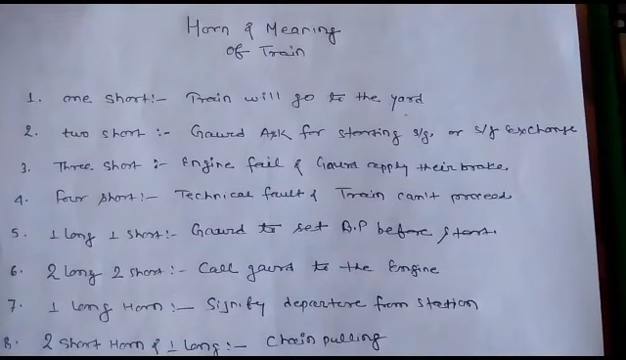 Horn & Meaning
of Train
1. one short:- Train will go to the yard
2. two short :- Gaurd Ask for starting s/g. or s/g Exchange
3. Three short :- Engine fail & Gaurd apply their brake.
4. Four short:- Technical fault & Train can't proceed
5. 1 long 1 short:- Gaurd to set B.P before start.
6. 2 long 2 short:- Call gaurd to the Engine
7. 1 long Horn:- Signify departure from station
8. 2 short Horn & 1 long:- Chain pulling